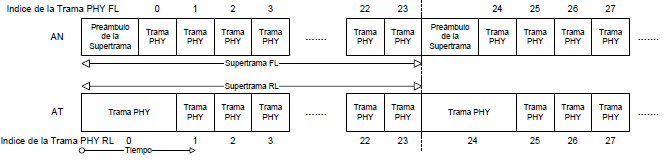 Indice de la Trama PHY FL 0 1 2 3 22 23 24 25 26 27
AN Preámbulo de la Supertrama Trama PHY Trama PHY Trama PHY Trama PHY ....... Trama PHY Trama PHY Preámbulo de la Supertrama Trama PHY Trama PHY Trama PHY Trama PHY .......
Supertrama FL
Supertrama RL
AT Trama PHY Trama PHY Trama PHY Trama PHY ....... Trama PHY Trama PHY Trama PHY Trama PHY Trama PHY Trama PHY .......
Indice de la Trama PHY RL 0 1 2 3 22 23 24 25 26 27
Tiempo